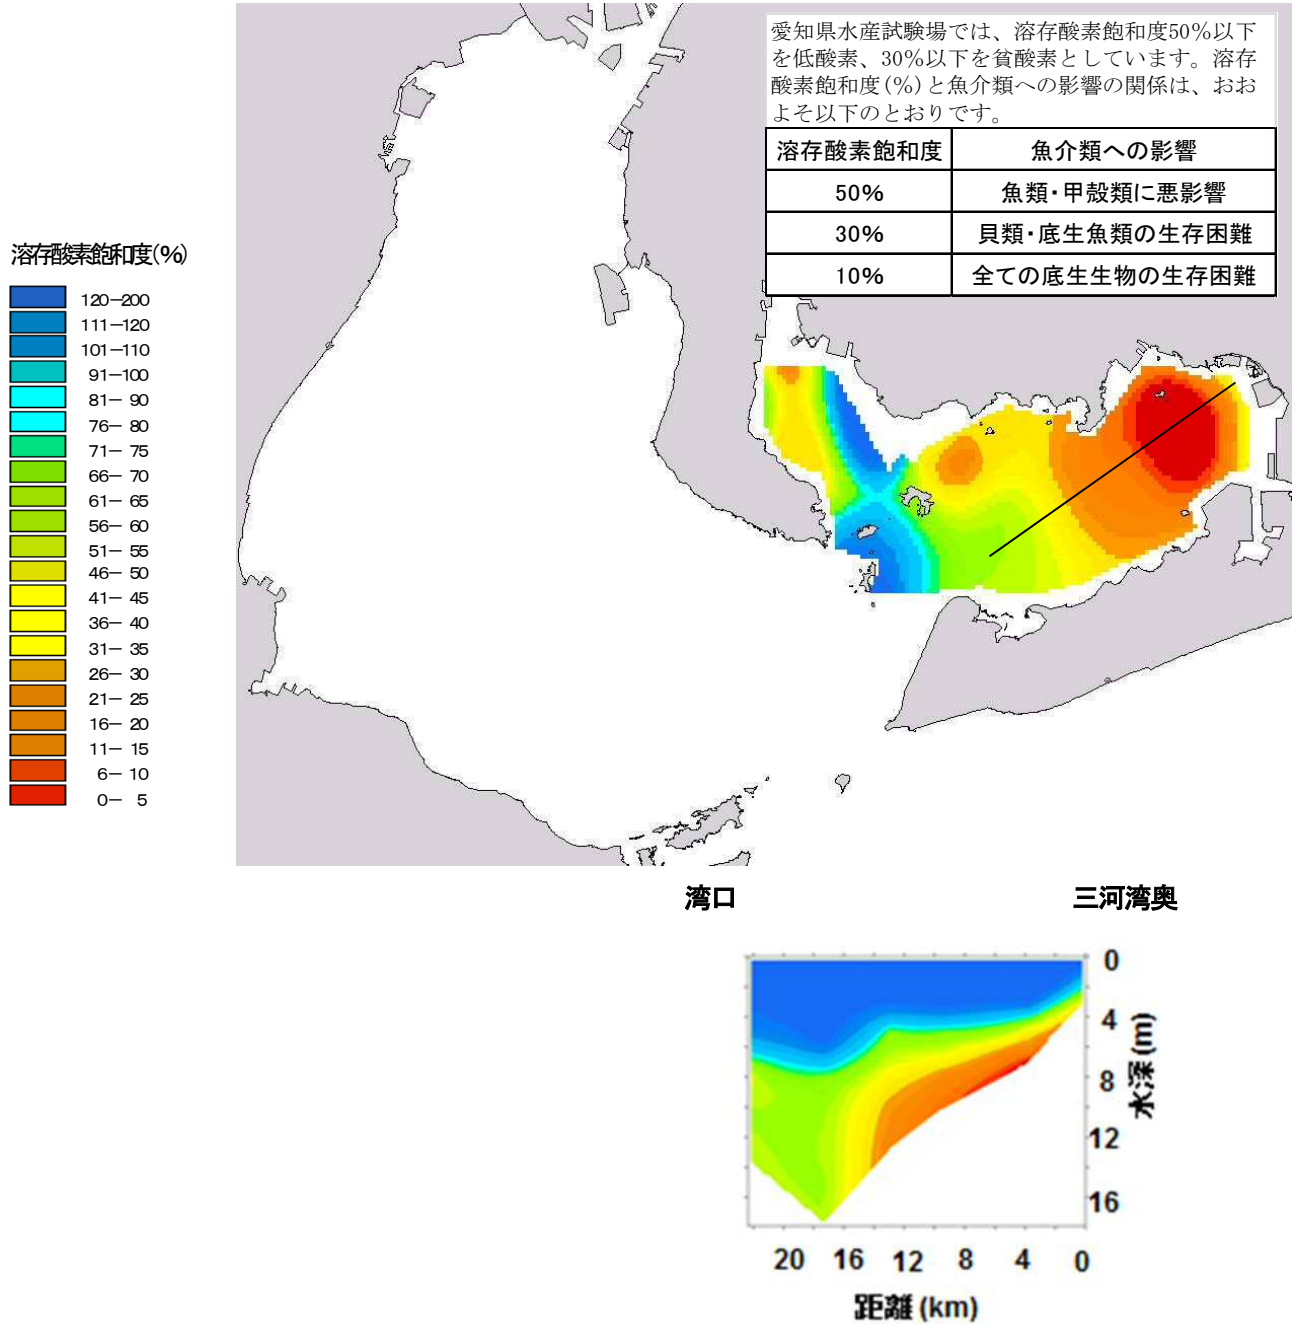 愛知県水産試験場では、溶存酸素飽和度50%以下
を低酸素、30%以下を貧酸素としています。溶存
酸素飽和度(%)と魚介類への影響の関係は、おお
よそ以下のとおりです。
溶存酸素飽和度 魚介類への影響
50% 魚類・甲殻類に悪影響
30% 貝類・底生魚類の生存困難
10% 全ての底生生物の生存困難
溶存酸素飽和度(%)
120-200
111-120
101-110
91-100
81- 90
76- 80
71- 75
66- 70
61- 65
56- 60
51- 55
46- 50
41- 45
36- 40
31- 35
26- 30
21- 25
16- 20
11- 15
6- 10
0- 5
湾口 三河湾奥
0
4
8
12
16
水深(m)
20 16 12 8 4 0
距離(km)